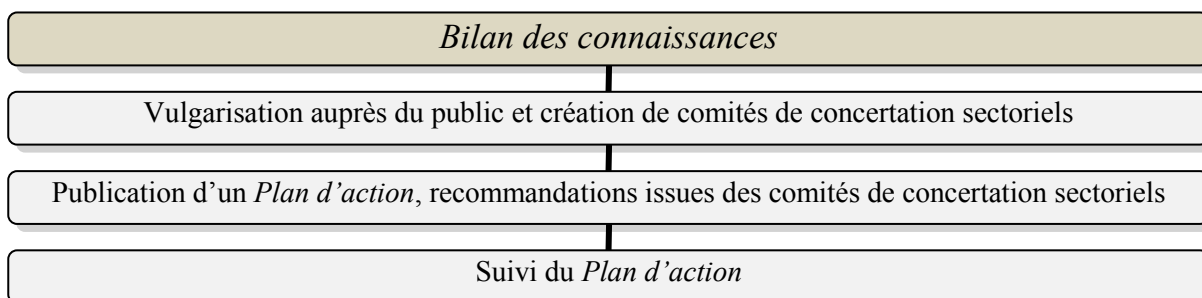 Bilan des connaissances
Vulgarisation auprès du public et création de comités de concertation sectoriels
Publication d’un Plan d’action, recommandations issues des comités de concertation sectoriels
Suivi du Plan d’action